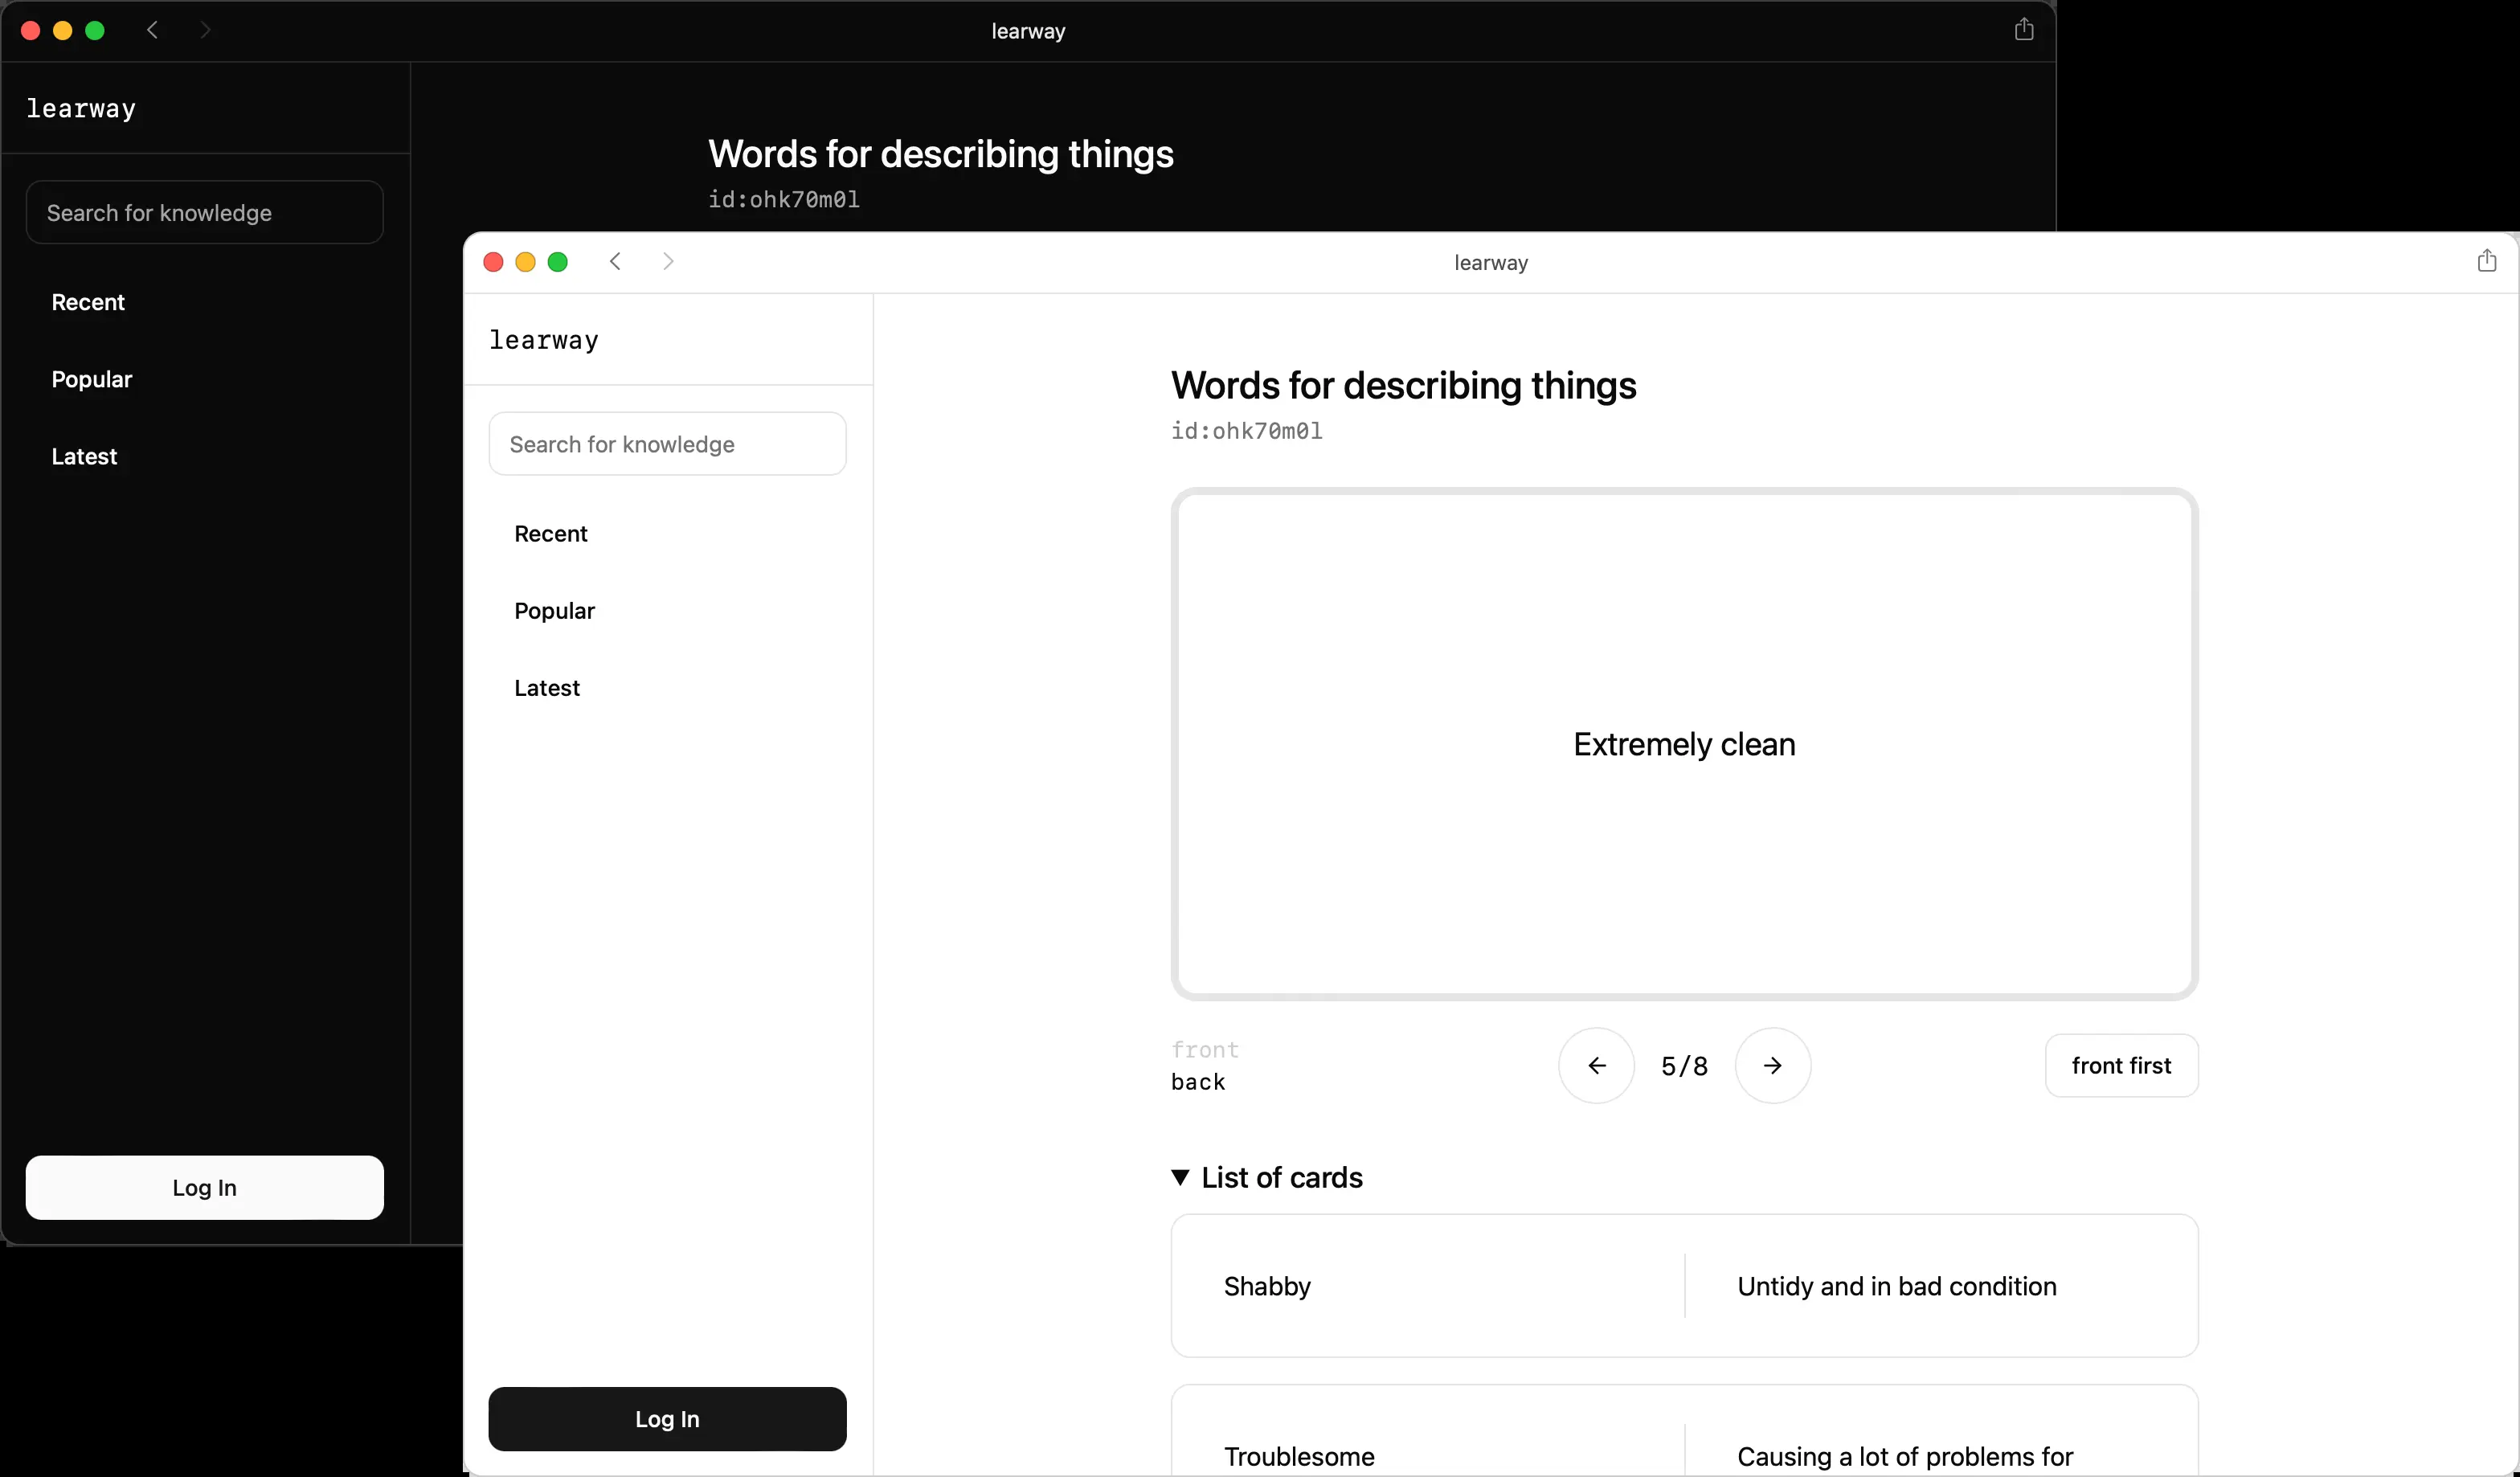 learway
learway
Words for describing things
id:ohk70m0l
Search for knowledge
Recent
Popular
Latest
Log In
learway
learway
Search for knowledge
Recent
Popular
Latest
Log In
Words for describing things
id:ohk70m0l
Extremely clean
front
back
5/8
front first
▼ List of cards
Shabby
Untidy and in bad condition
Troublesome
Causing a lot of problems for